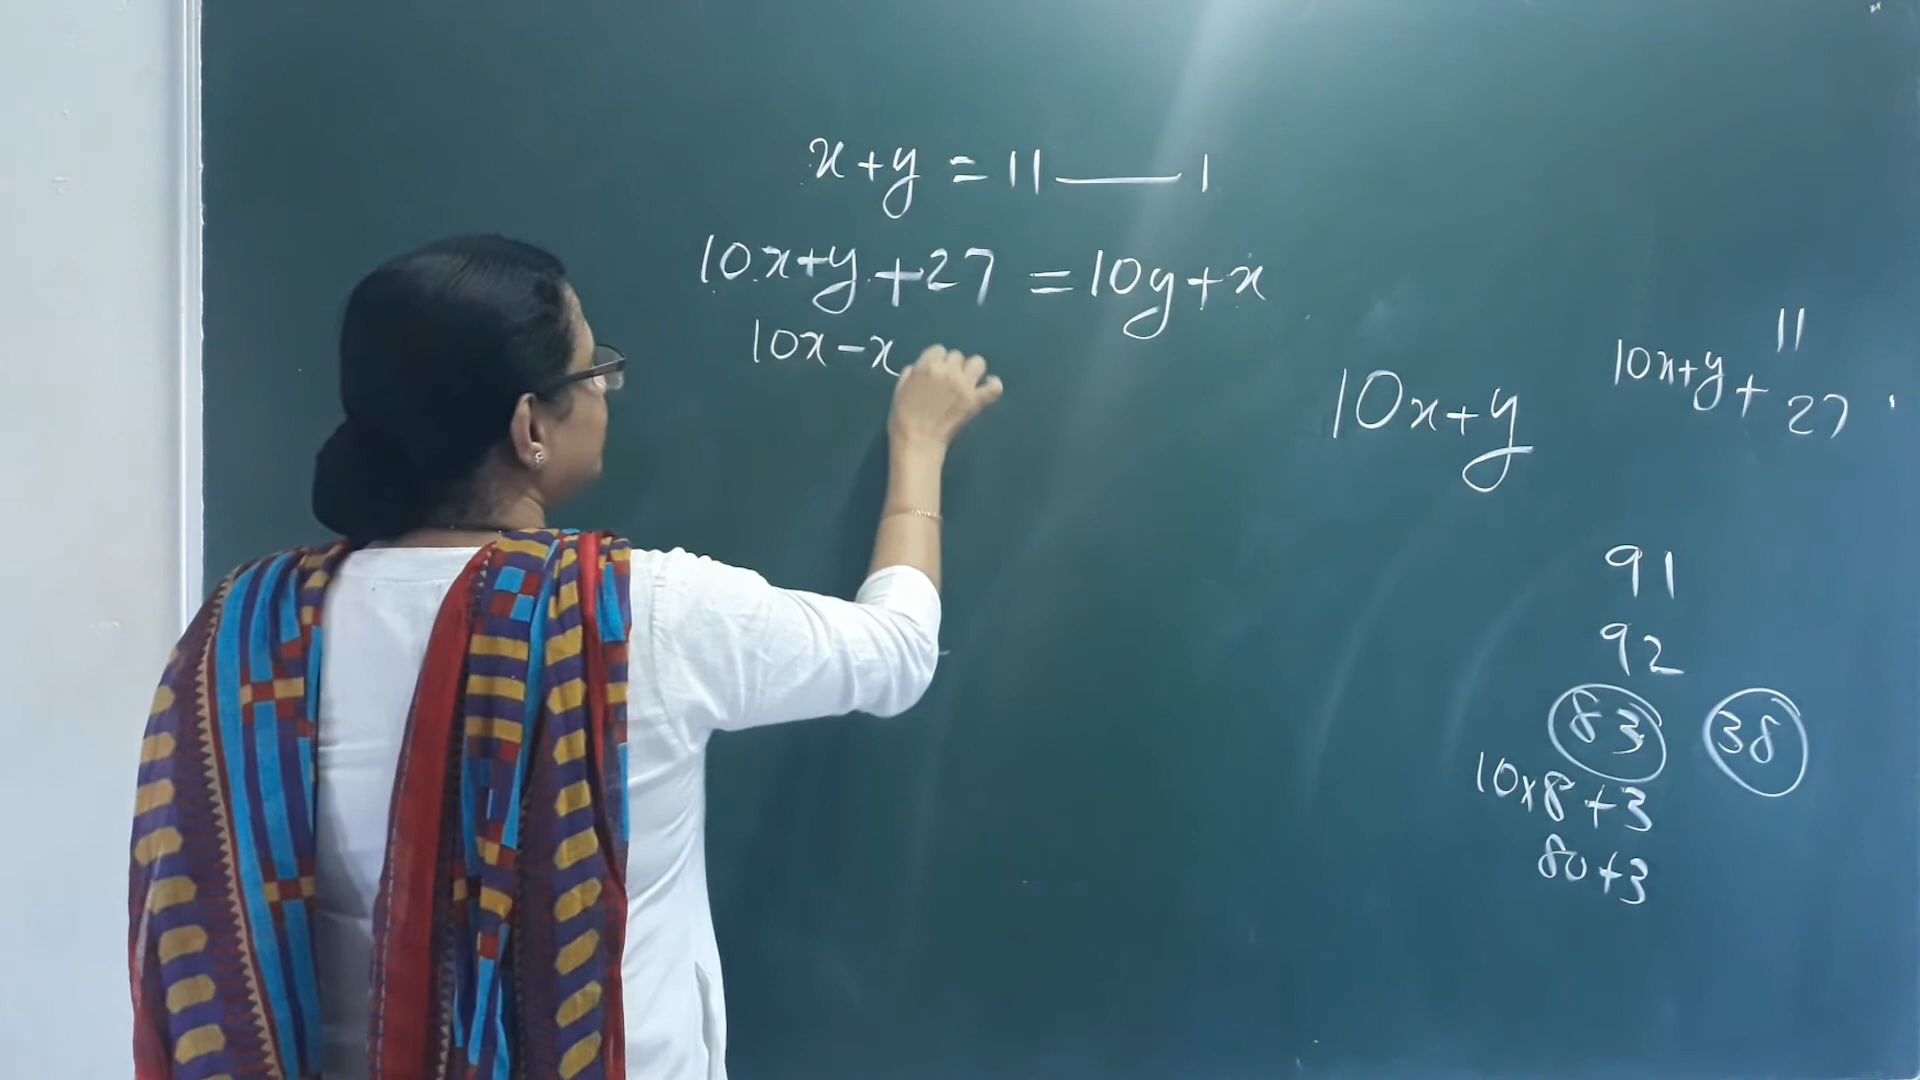 x+y = 11 —— 1
10x+y+27 = 10y+x
10x-x
10x+y
11
10x+y+27
91
92
83 38
10x8+3
80+3